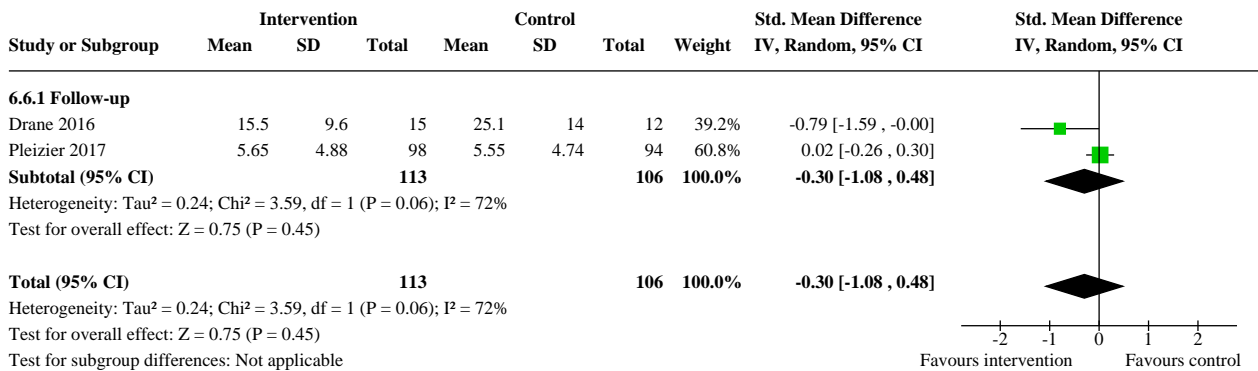 Intervention Control Std. Mean Difference Std. Mean Difference
Study or Subgroup Mean SD Total Mean SD Total Weight IV, Random, 95% CI IV, Random, 95% CI
6.6.1 Follow-up
Drane 2016 15.5 9.6 15 25.1 14 12 39.2% -0.79 [-1.59 , -0.00]
Pleizier 2017 5.65 4.88 98 5.55 4.74 94 60.8% 0.02 [-0.26 , 0.30]
Subtotal (95% CI) 113 106 100.0% -0.30 [-1.08 , 0.48]
Heterogeneity: Tau² = 0.24; Chi² = 3.59, df = 1 (P = 0.06); I² = 72%
Test for overall effect: Z = 0.75 (P = 0.45)
Total (95% CI) 113 106 100.0% -0.30 [-1.08 , 0.48]
Heterogeneity: Tau² = 0.24; Chi² = 3.59, df = 1 (P = 0.06); I² = 72%
Test for overall effect: Z = 0.75 (P = 0.45)
-2 -1 0 1 2
Test for subgroup differences: Not applicable Favours intervention Favours control